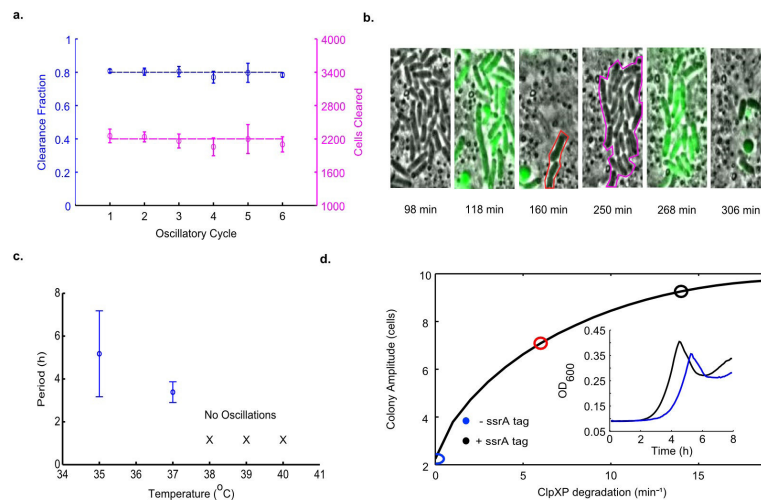 a.
1
0.8
0.6
0.4
0.2
0
Clearance Fraction
4000
3400
2800
2200
1600
1000
Cells Cleared
1 2 3 4 5 6
Oscillatory Cycle
b.
98 min 118 min 160 min 250 min 268 min 306 min
c.
8
6
4
2
0
Period (h)
No Oscillations
X X X
34 35 36 37 38 39 40 41
Temperature (°C)
d.
10
8
6
4
2
Colony Amplitude (cells)
- ssrA tag
+ ssrA tag
0 5 10 15
ClpXP degradation (min⁻¹)
0.45
0.35
0.25
0.15
0.05
OD600
0 2 4 6 8
Time (h)